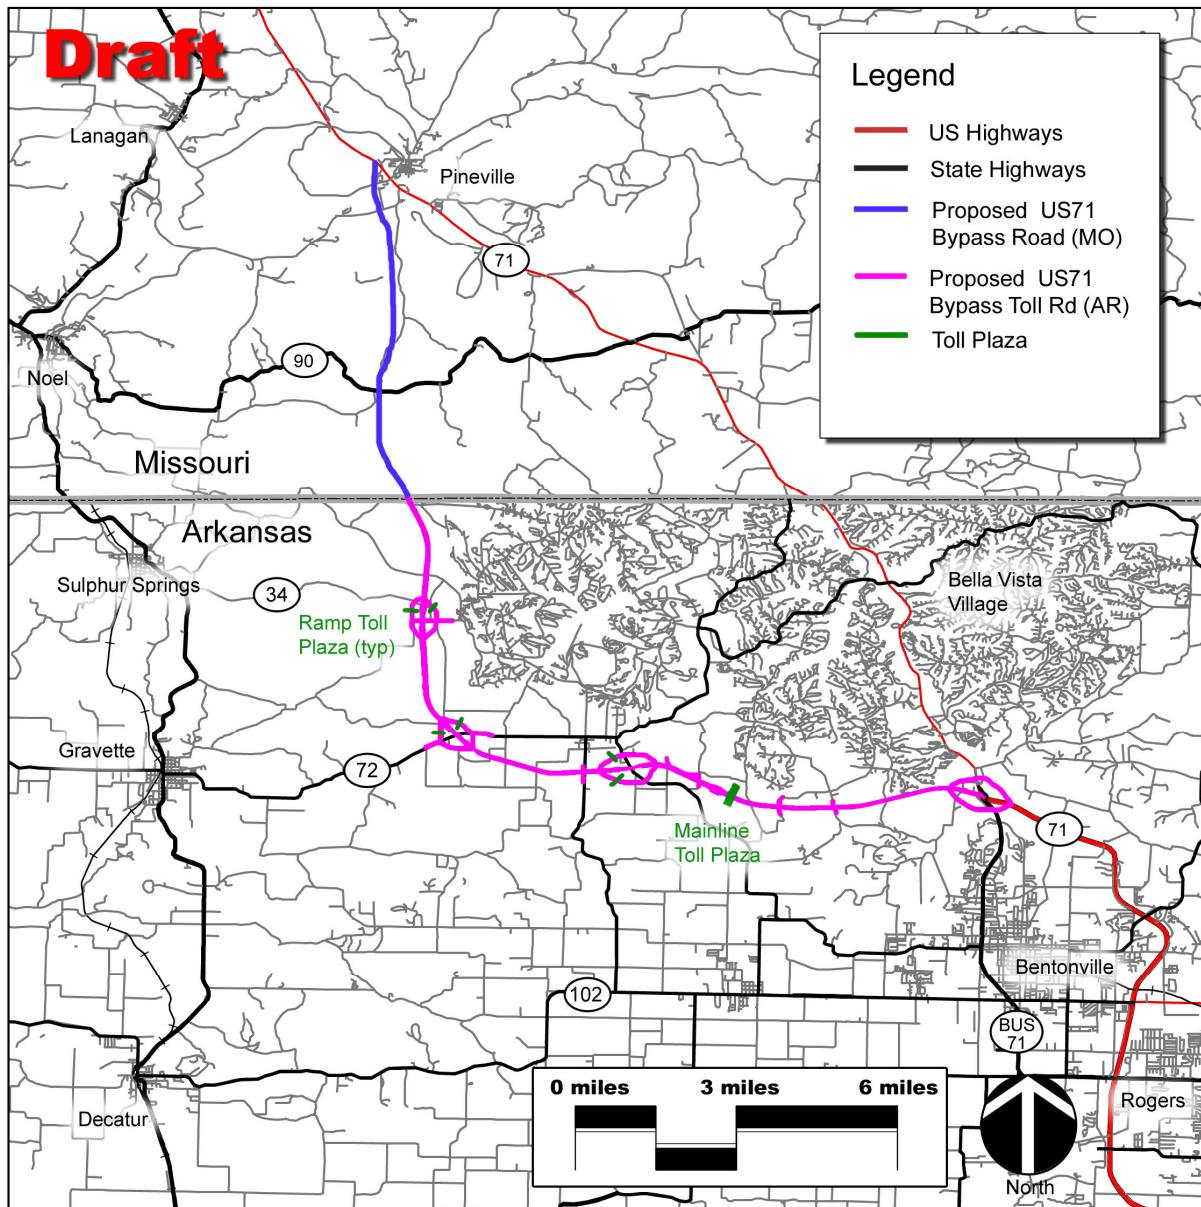 Draft
Legend
US Highways
State Highways
Proposed US71
Bypass Road (MO)
Proposed US71
Bypass Toll Rd (AR)
Toll Plaza
Lanagan
Pineville
71
90
Noel
Missouri
Arkansas
Sulphur Springs
34
Bella Vista
Village
Ramp Toll
Plaza (typ)
Gravette
72
Mainline
Toll Plaza
71
Bentonville
102
BUS
71
0 miles 3 miles 6 miles
Rogers
Decatur
North